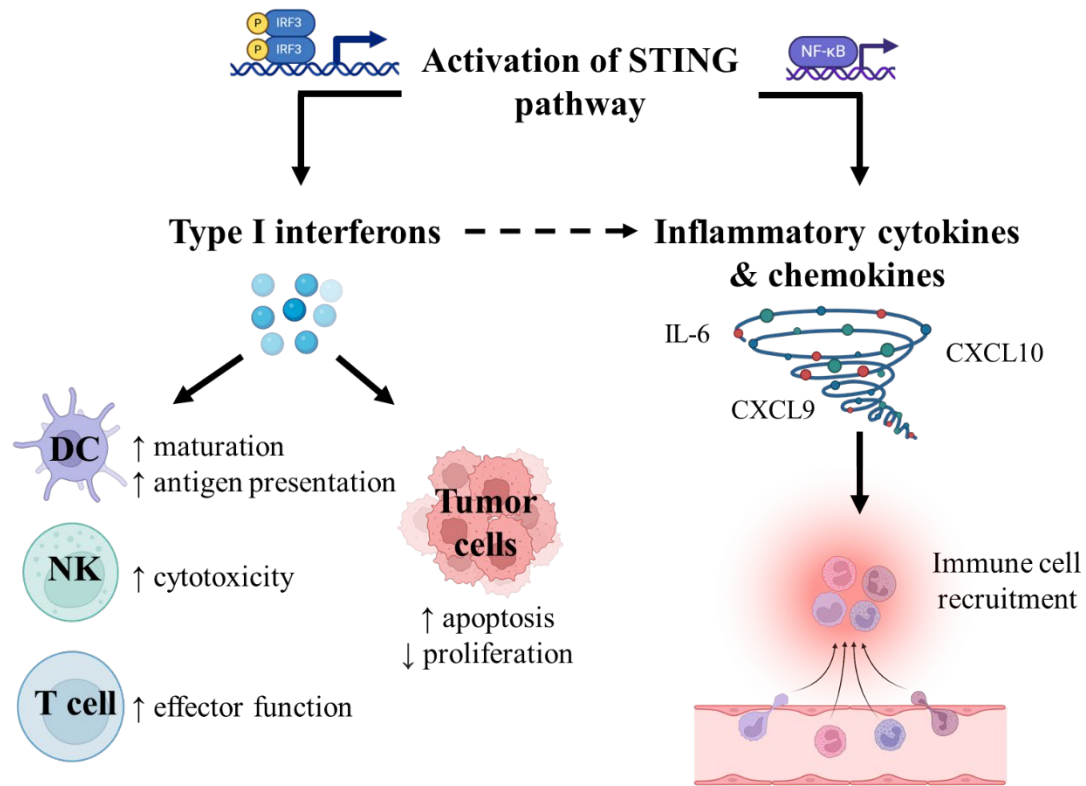 P IRF3
P IRF3
NF-κB
Activation of STING
pathway
Type I interferons
Inflammatory cytokines
& chemokines
IL-6
CXCL10
CXCL9
DC
↑ maturation
↑ antigen presentation
NK
↑ cytotoxicity
T cell
↑ effector function
Tumor
cells
↑ apoptosis
↓ proliferation
Immune cell
recruitment